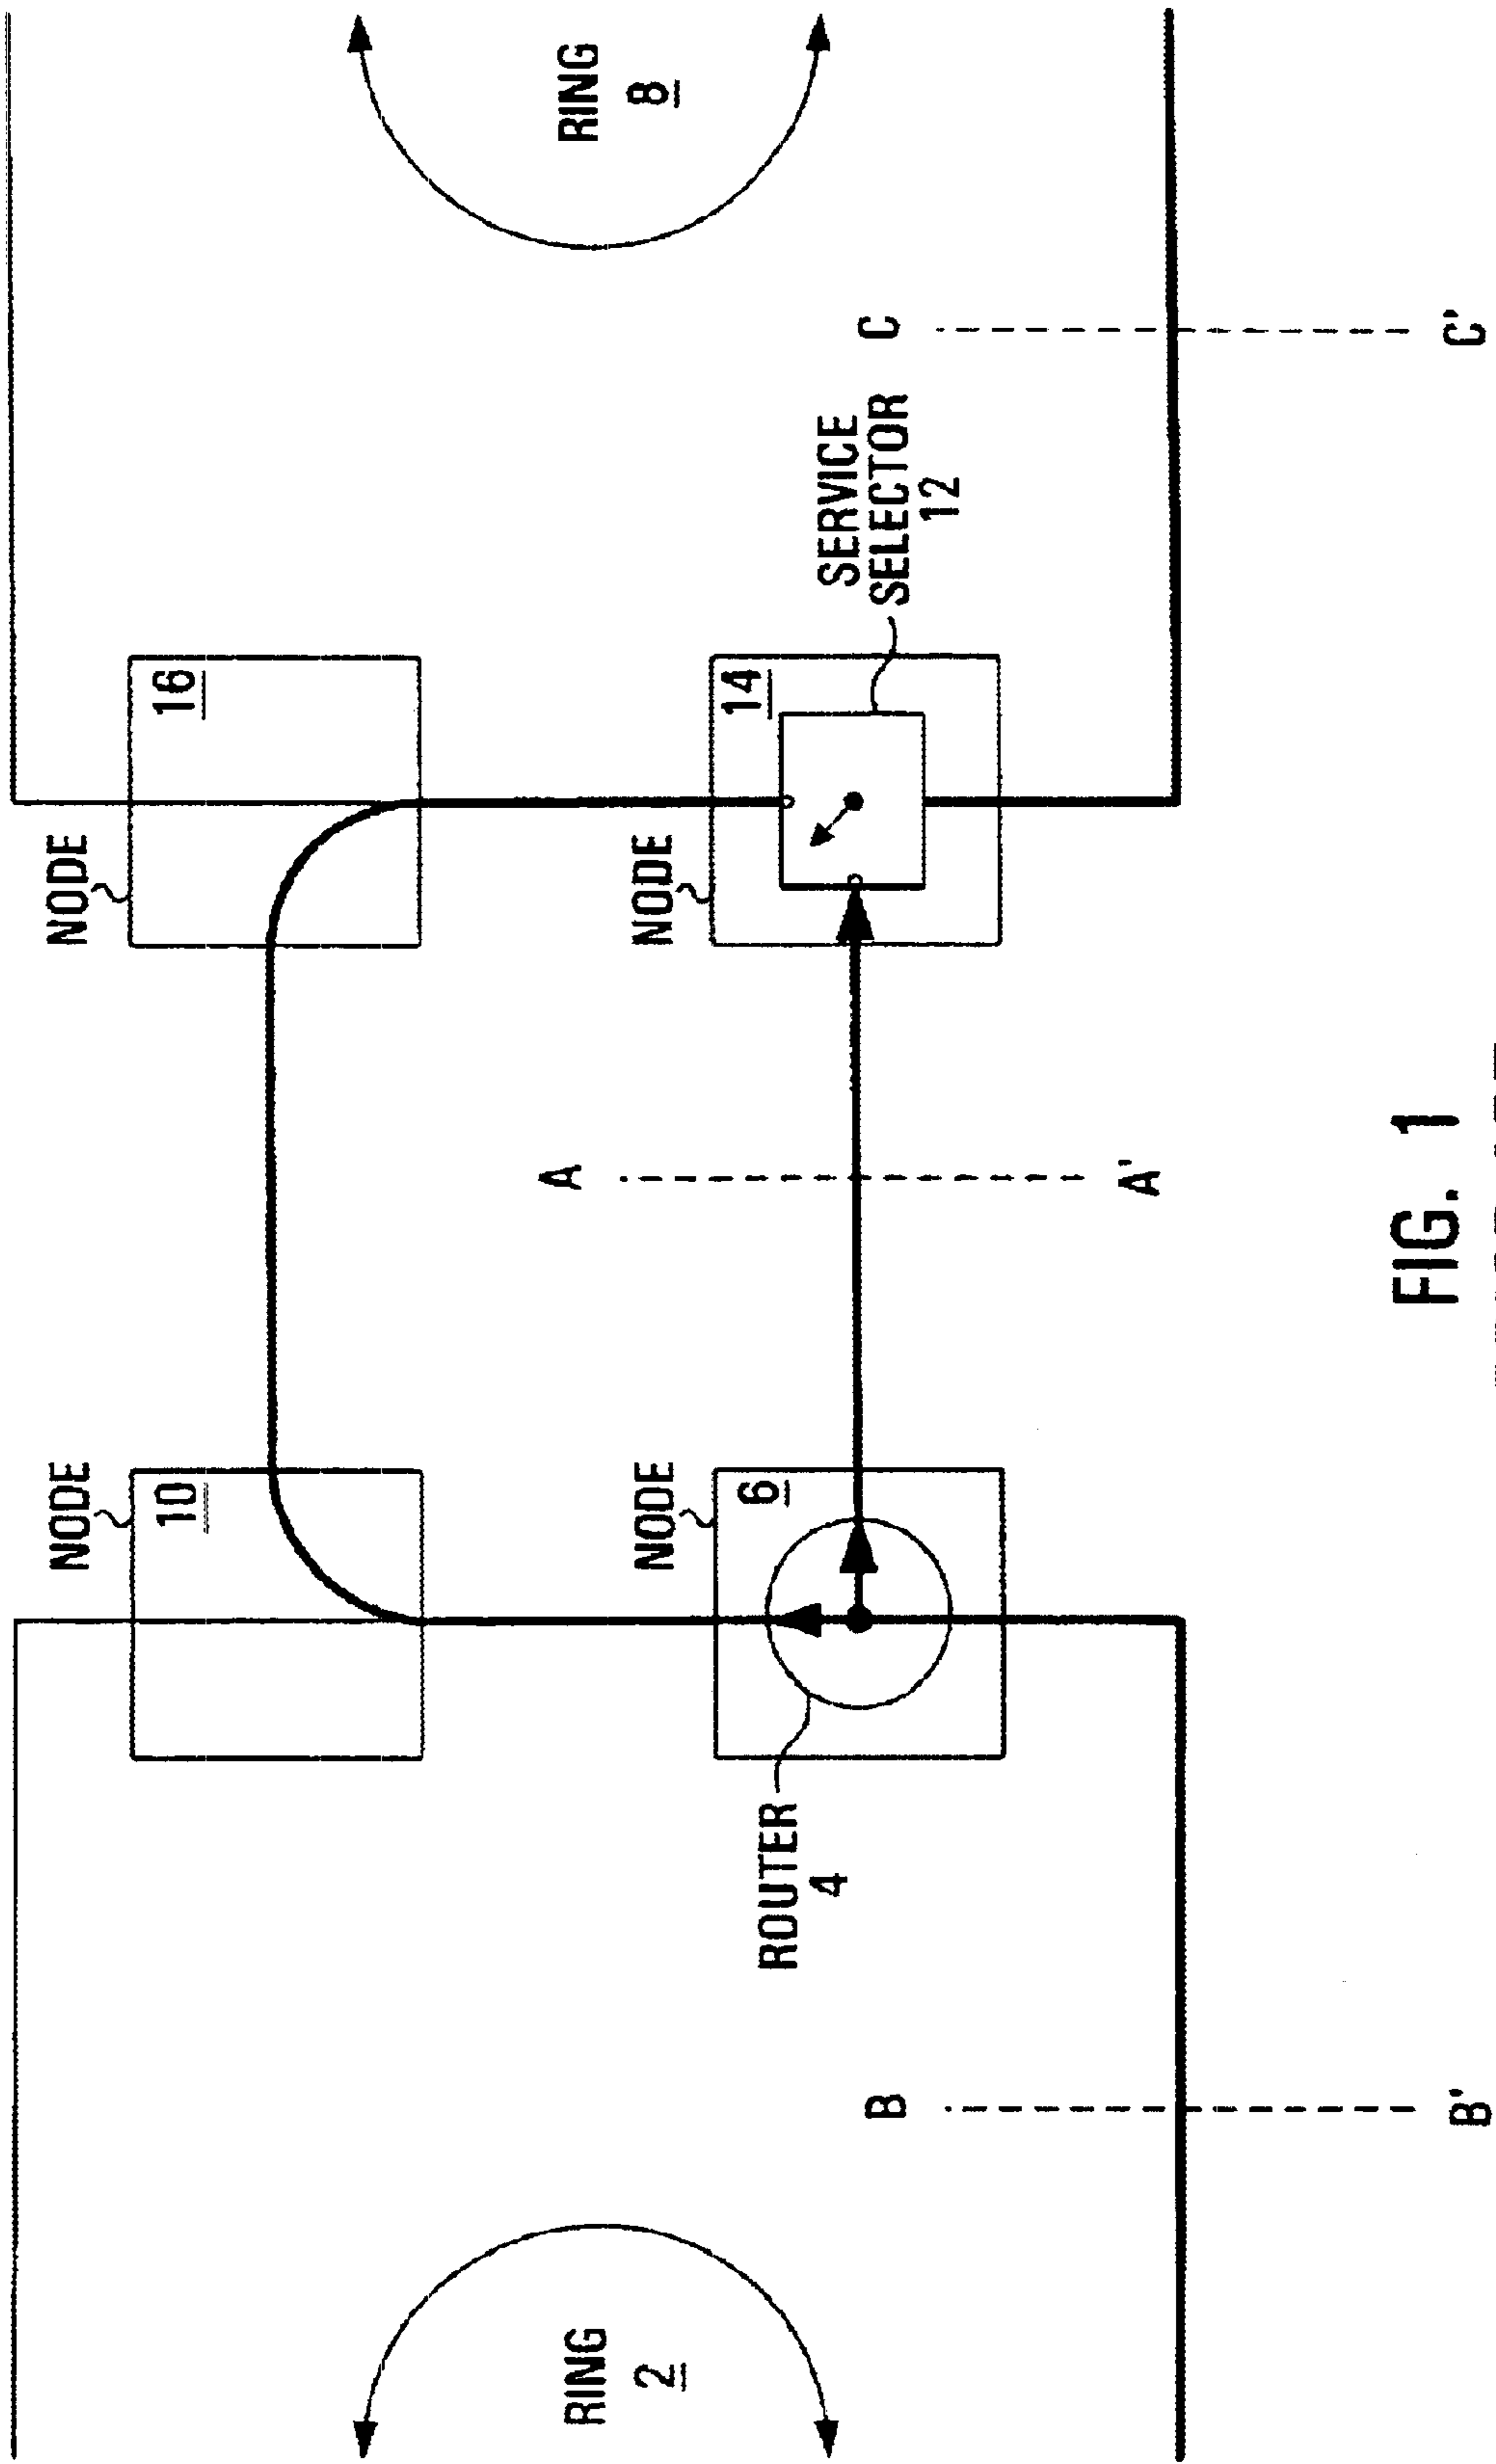 NODE
NODE
10
16
A
RING
2
RING
8
NODE
NODE
6
14
ROUTER
4
SERVICE
SELECTOR
12
B
C
A'
FIG. 1
B'
C'